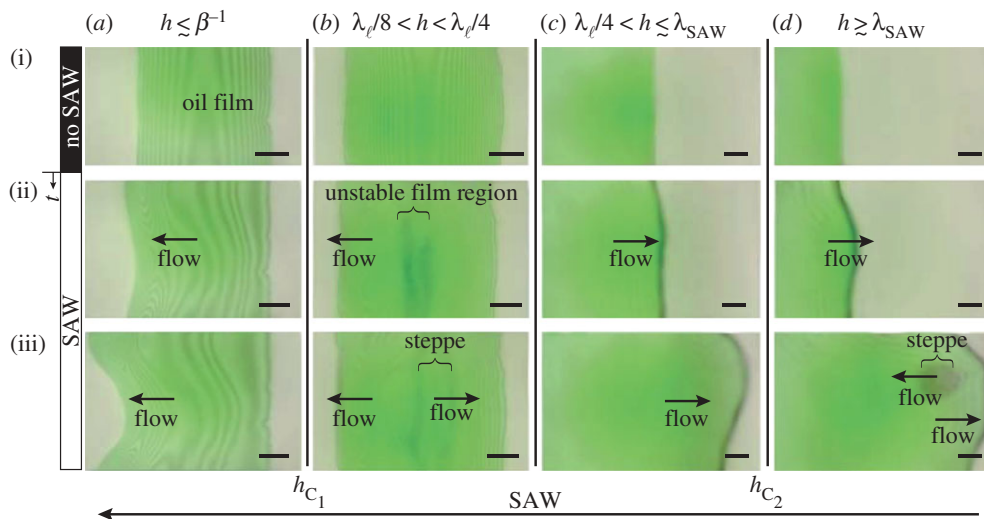 (a) h ≲ β⁻¹
(b) λℓ/8 < h < λℓ/4
(c) λℓ/4 < h ≲ λSAW
(d) h ≳ λSAW
(i)
no SAW
oil film
t
(ii)
SAW
flow
unstable film region
flow
flow
flow
(iii)
flow
steppe
flow
flow
flow
steppe
flow
flow
hC1
SAW
hC2